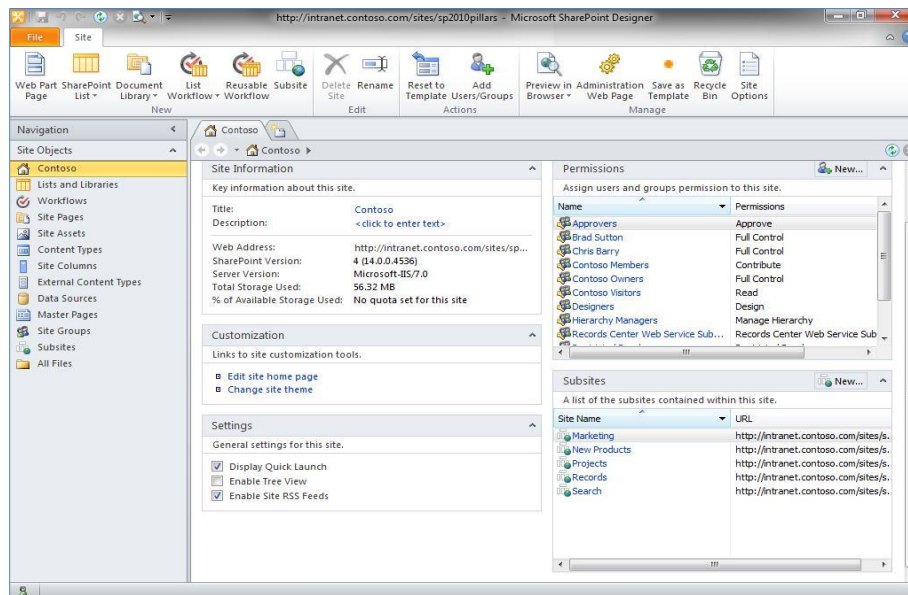 http://intranet.contoso.com/sites/sp2010pillars - Microsoft SharePoint Designer
File Site
Web Part Page
SharePoint List
Document Library
List Workflow
Reusable Workflow
Subsite
Delete Site
Rename
Reset to Template
Add Users/Groups
Preview in Browser
Administration Web Page
Save as Template
Recycle Bin
Site Options
New Edit Actions Manage
Navigation
Site Objects
Contoso
Lists and Libraries
Workflows
Site Pages
Site Assets
Content Types
Site Columns
External Content Types
Data Sources
Master Pages
Site Groups
Subsites
All Files
Contoso
Contoso
Site Information
Key information about this site.
Title: Contoso
Description: <click to enter text>
Web Address: http://intranet.contoso.com/sites/sp...
SharePoint Version: 4 (14.0.0.4536)
Server Version: Microsoft-IIS/7.0
Total Storage Used: 56.32 MB
% of Available Storage Used: No quota set for this site
Customization
Links to site customization tools.
Edit site home page
Change site theme
Settings
General settings for this site.
Display Quick Launch
Enable Tree View
Enable Site RSS Feeds
Permissions New...
Assign users and groups permission to this site.
Name Permissions
Approvers Approve
Brad Sutton Full Control
Chris Barry Full Control
Contoso Members Contribute
Contoso Owners Full Control
Contoso Visitors Read
Designers Design
Hierarchy Managers Manage Hierarchy
Records Center Web Service Sub... Records Center Web Service Sub
Subsites New...
A list of the subsites contained within this site.
Site Name URL
Marketing http://intranet.contoso.com/sites/s.
New Products http://intranet.contoso.com/sites/s.
Projects http://intranet.contoso.com/sites/s.
Records http://intranet.contoso.com/sites/s.
Search http://intranet.contoso.com/sites/s.